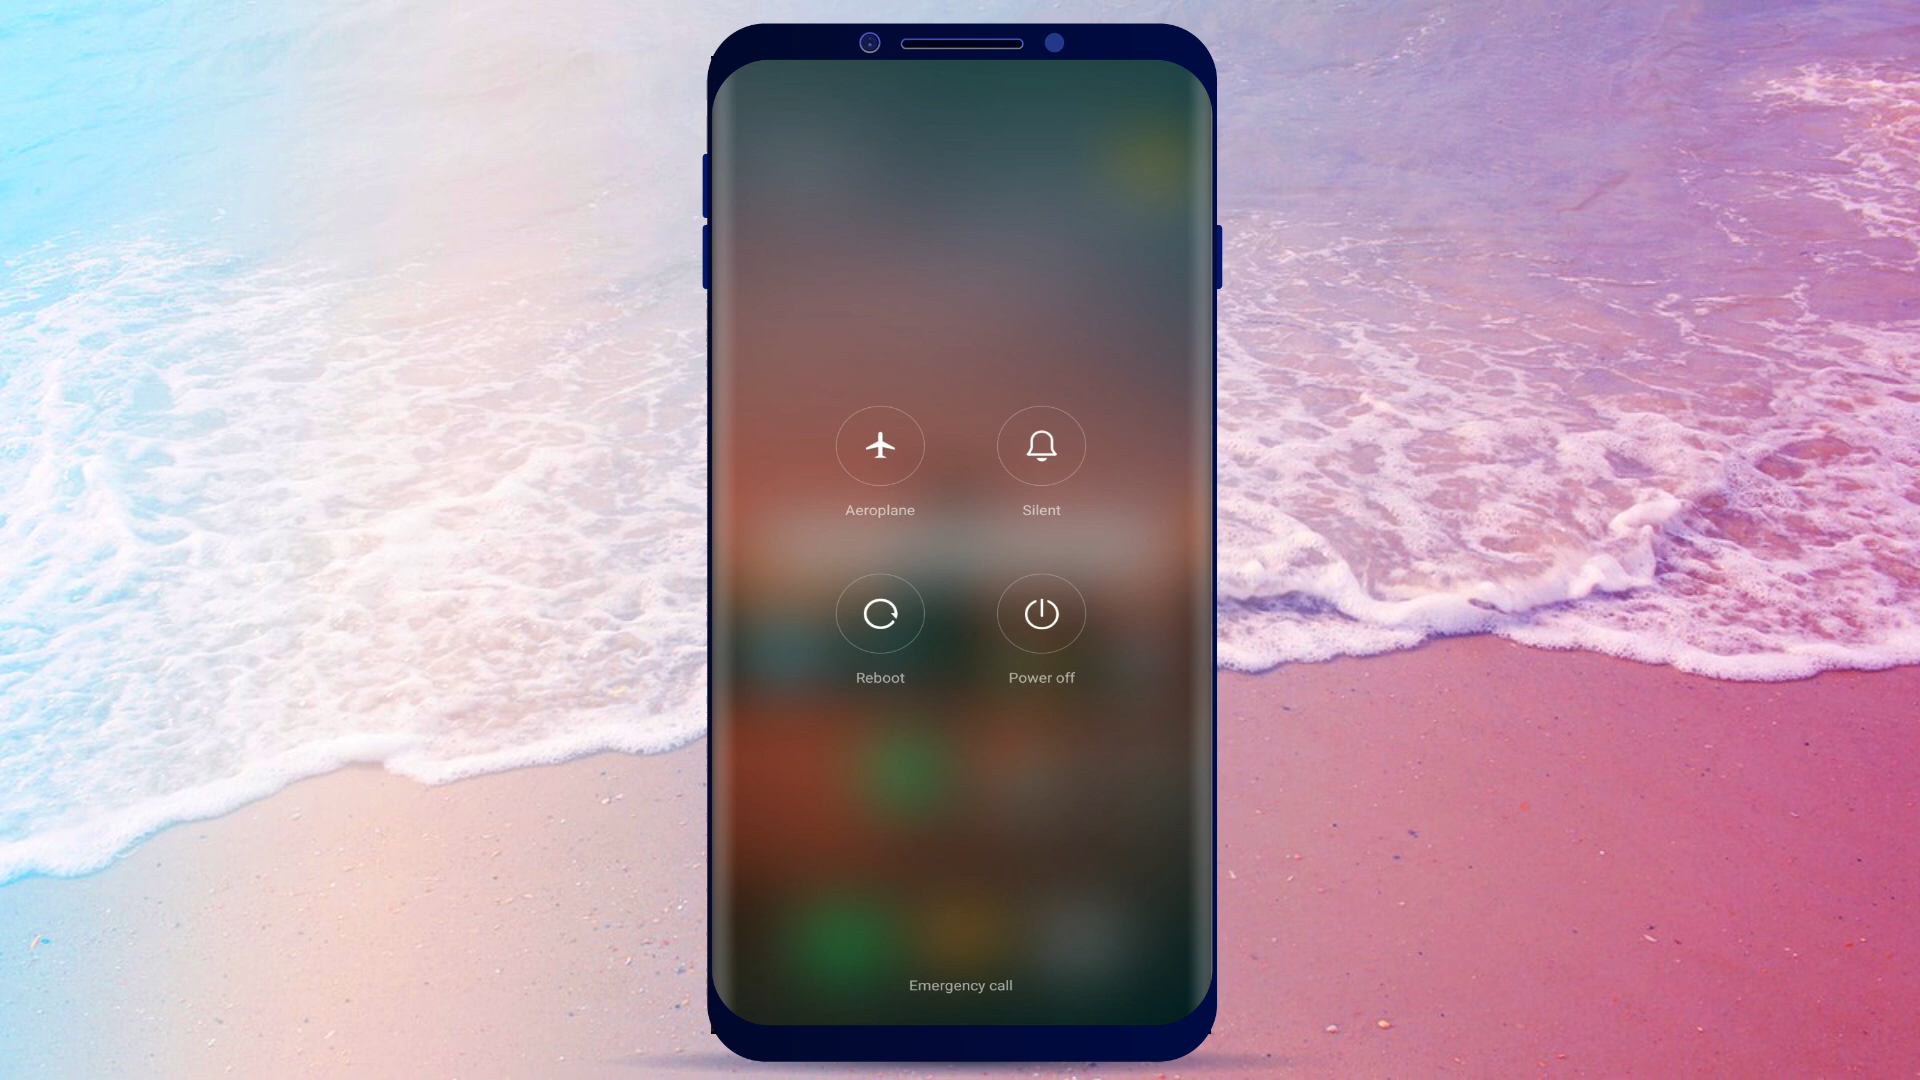 Aeroplane
Silent
Reboot
Power off
Emergency call